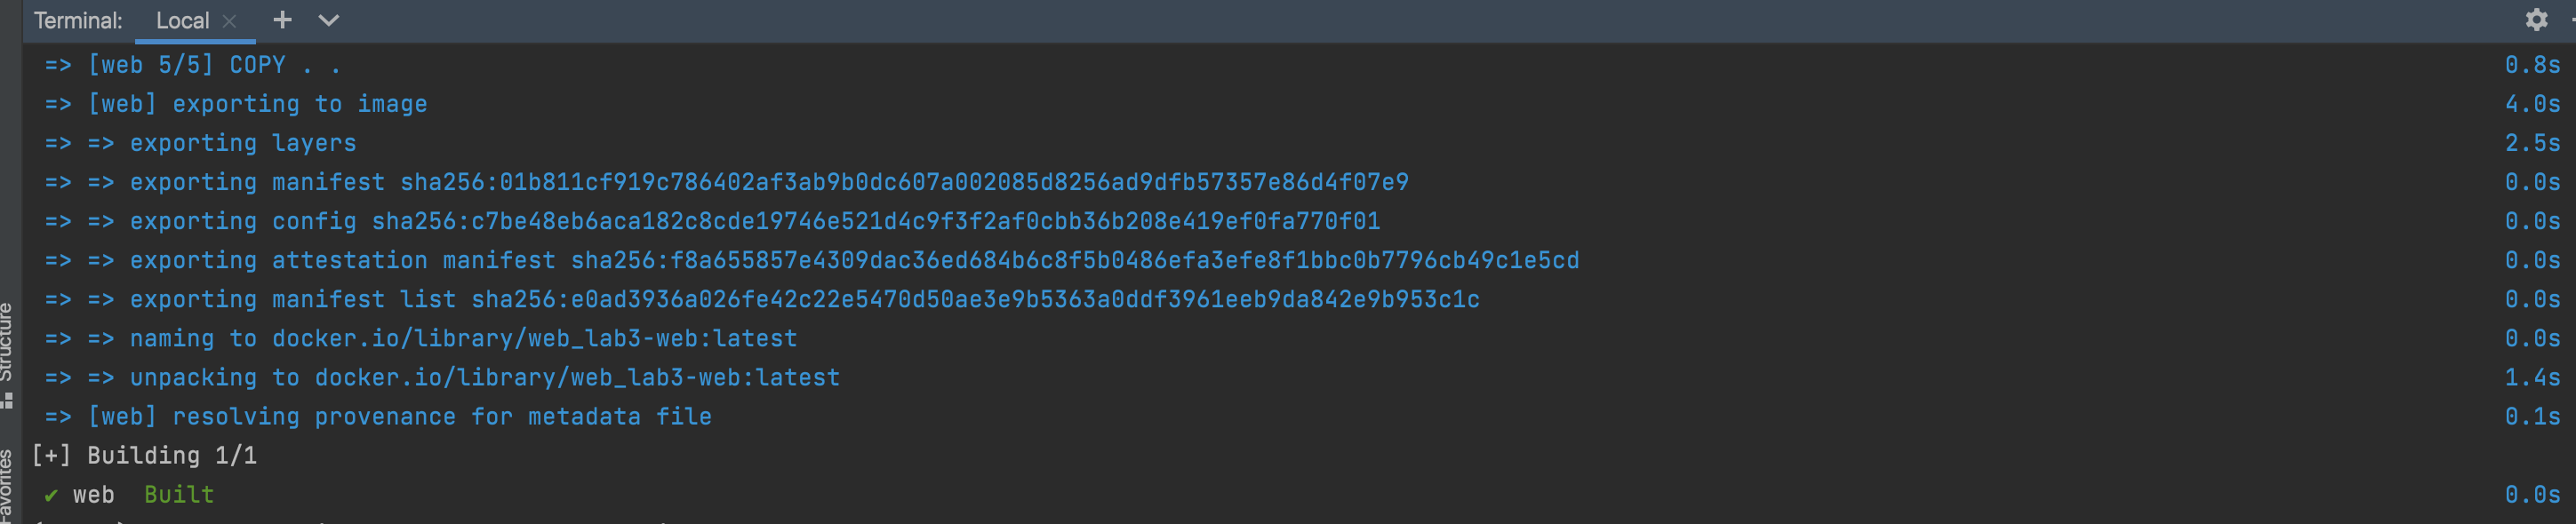 Terminal: Local × + 
=> [web 5/5] COPY . . 0.8s
=> [web] exporting to image 4.0s
=> => exporting layers 2.5s
=> => exporting manifest sha256:01b811cf919c786402af3ab9b0dc607a002085d8256ad9dfb57357e86d4f07e9 0.0s
=> => exporting config sha256:c7be48eb6aca182c8cde19746e521d4c9f3f2af0cbb36b208e419ef0fa770f01 0.0s
=> => exporting attestation manifest sha256:f8a655857e4309dac36ed684b6c8f5b0486efa3efe8f1bbc0b7796cb49c1e5cd 0.0s
=> => exporting manifest list sha256:e0ad3936a026fe42c22e5470d50ae3e9b5363a0ddf3961eeb9da842e9b953c1c 0.0s
=> => naming to docker.io/library/web_lab3-web:latest 0.0s
=> => unpacking to docker.io/library/web_lab3-web:latest 1.4s
=> [web] resolving provenance for metadata file 0.1s
[+] Building 1/1
✔ web Built 0.0s
Structure
Favorites